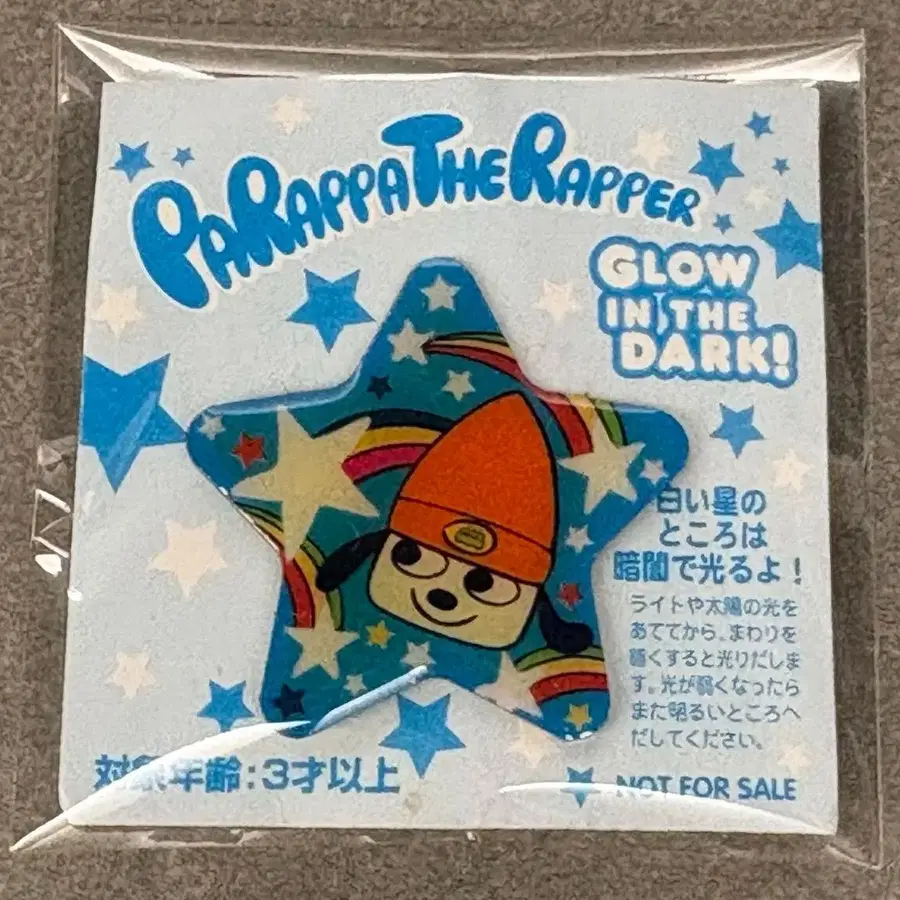 PARAPPA THE RAPPER
GLOW
IN THE
DARK!
白い星の
ところは
暗闇で光るよ！
ライトや太陽の光を
あててから、まわりを
暗くすると光りだしま
す。光が弱くなったら
また明るいところへ
だしてください。
対象年齢：3才以上
NOT FOR SALE